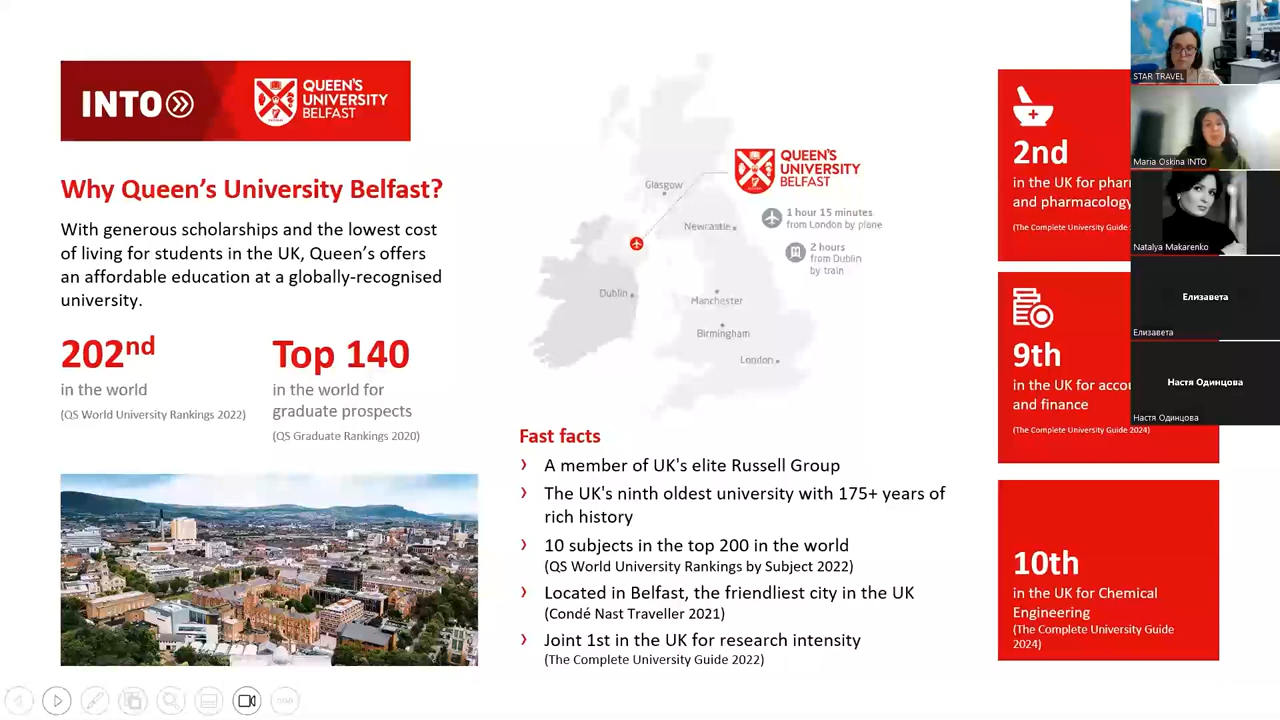 INTO
QUEEN'S
UNIVERSITY
BELFAST
Why Queen's University Belfast?
With generous scholarships and the lowest cost
of living for students in the UK, Queen's offers
an affordable education at a globally-recognised
university.
202nd
in the world
(QS World University Rankings 2022)
Top 140
in the world for
graduate prospects
(QS Graduate Rankings 2020)
QUEEN'S
UNIVERSITY
BELFAST
1 hour 15 minutes
from London by plane
2 hours
from Dublin
by train
Glasgow
Newcastle
Dublin
Manchester
Birmingham
London
Fast facts
› A member of UK's elite Russell Group
› The UK's ninth oldest university with 175+ years of
rich history
› 10 subjects in the top 200 in the world
(QS World University Rankings by Subject 2022)
› Located in Belfast, the friendliest city in the UK
(Condé Nast Traveller 2021)
› Joint 1st in the UK for research intensity
(The Complete University Guide 2022)
2nd
in the UK for
and pharmacology
(The Complete University Guide
9th
in the UK for
and finance
(The Complete University Guide 2024)
10th
in the UK for Chemical
Engineering
(The Complete University Guide
2024)
STAR TRAVEL
Maria Oskina INTO
Natalya Makarenko
Елизавета
Елизавета
Настя Одинцова
Настя Одинцова